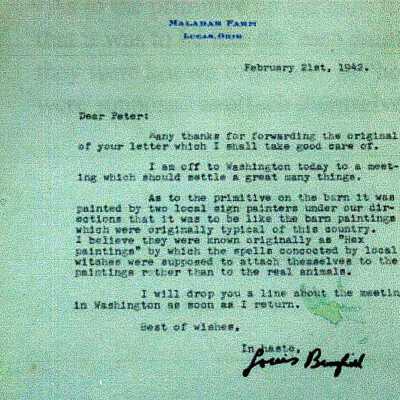 MALABAR FARM
LUCAS, OHIO
February 21st, 1942.
Dear Peter:
Many thanks for forwarding the original
of your letter which I shall take good care of.
I am off to Washington today to a meet-
ing which should settle a great many things.
As to the primitive on the barn it was
painted by two local sign painters under our dir-
ections that it was to be like the barn paintings
which were originally typical of this country.
I believe they were known originally as "Hex
paintings" by which the spells concocted by local
witches were supposed to attach themselves to the
paintings rather than to the real animals.
I will drop you a line about the meetin
in Washington as soon as I return.
Best of wishes,
In haste,
Louis Bromfield